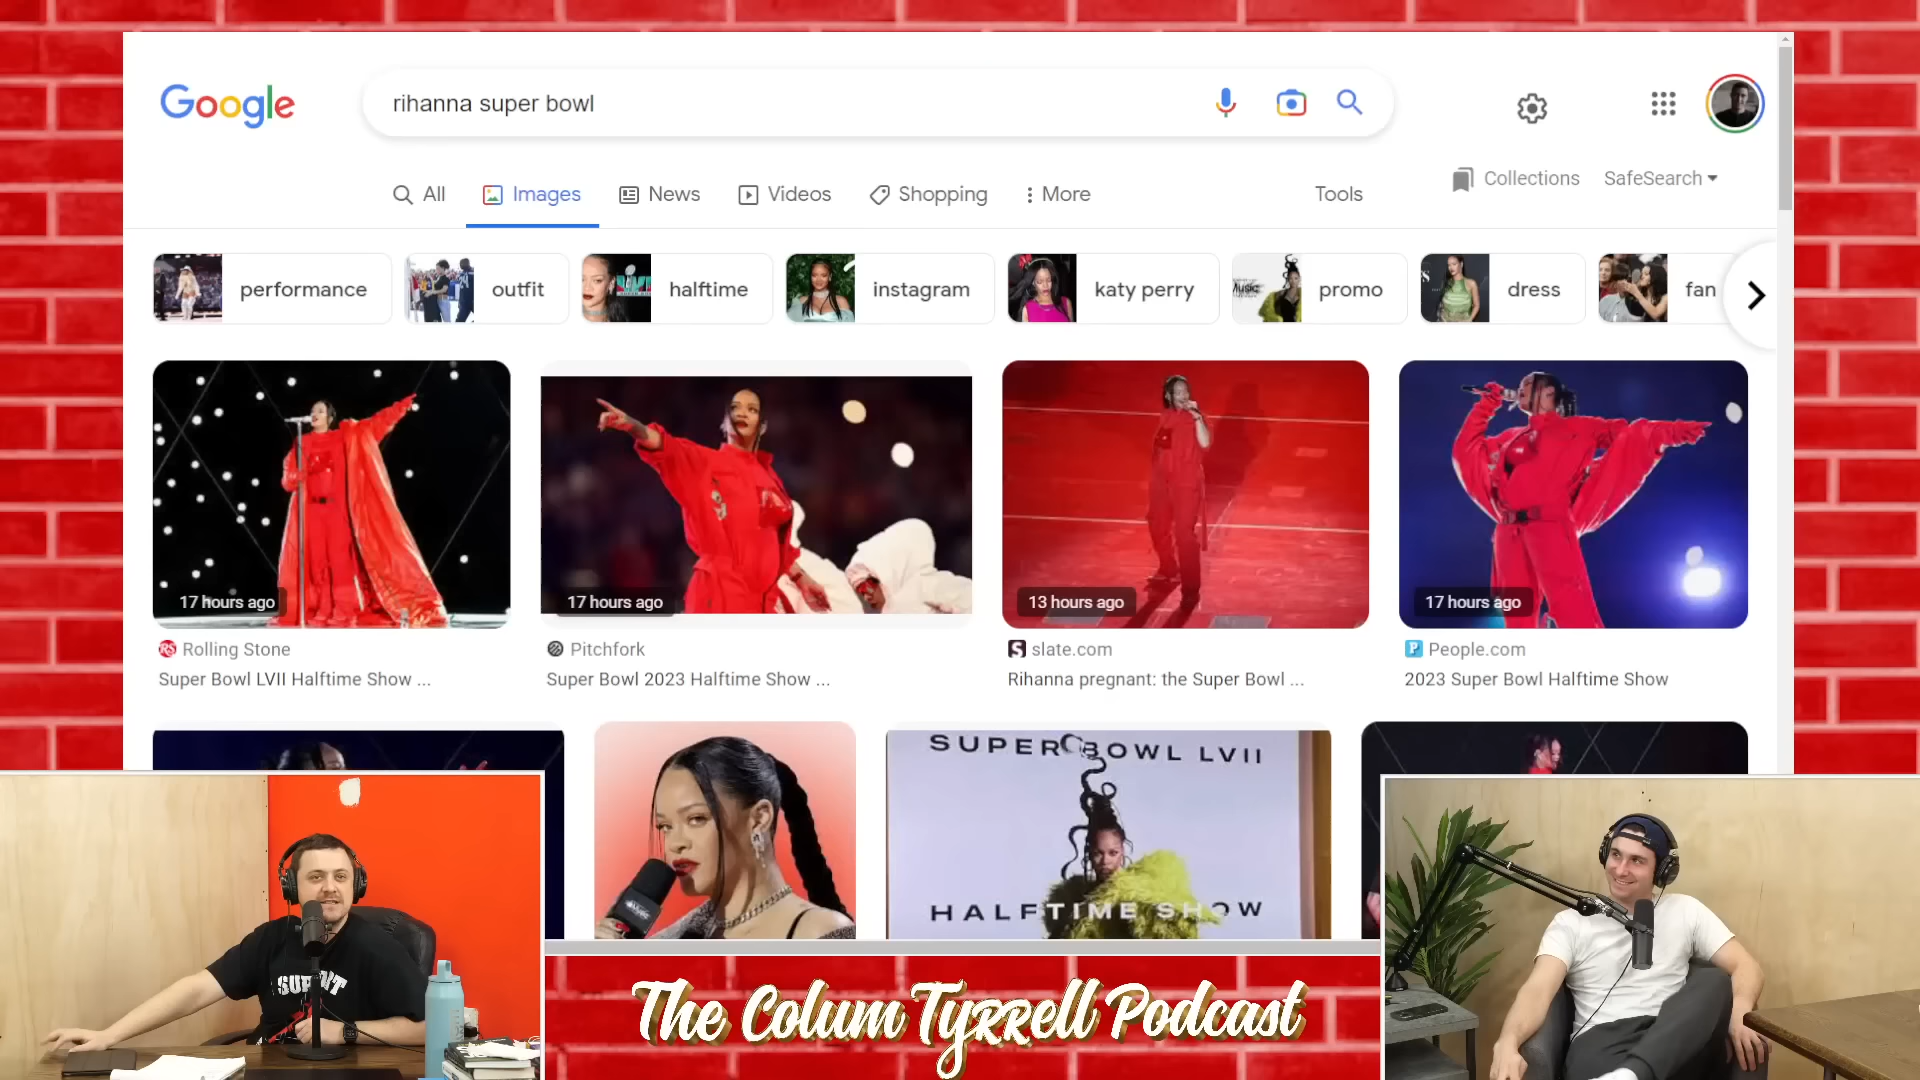 Google
rihanna super bowl
Collections
SafeSearch
All
Images
News
Videos
Shopping
More
Tools
performance
outfit
halftime
instagram
katy perry
promo
dress
fan
17 hours ago
17 hours ago
13 hours ago
17 hours ago
Rolling Stone
Pitchfork
slate.com
People.com
Super Bowl LVII Halftime Show ...
Super Bowl 2023 Halftime Show ...
Rihanna pregnant: the Super Bowl ...
2023 Super Bowl Halftime Show
SUPER BOWL LVII
HALFTIME SHOW
The Colum Tyrrell Podcast